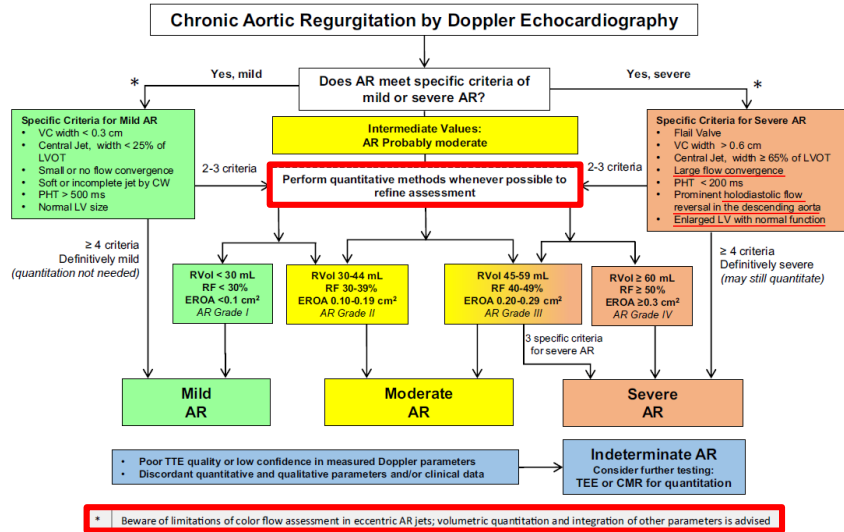 Chronic Aortic Regurgitation by Doppler Echocardiography
*
Yes, mild
Does AR meet specific criteria of
mild or severe AR?
Yes, severe
*
Specific Criteria for Mild AR
• VC width < 0.3 cm
• Central Jet, width < 25% of
LVOT
• Small or no flow convergence
• Soft or incomplete jet by CW
• PHT > 500 ms
• Normal LV size
Intermediate Values:
AR Probably moderate
Specific Criteria for Severe AR
• Flail Valve
• VC width > 0.6 cm
• Central Jet, width ≥ 65% of LVOT
• Large flow convergence
• PHT < 200 ms
• Prominent holodiastolic flow
reversal in the descending aorta
• Enlarged LV with normal function
2-3 criteria
Perform quantitative methods whenever possible to
refine assessment
2-3 criteria
≥ 4 criteria
Definitively mild
(quantitation not needed)
RVol < 30 mL
RF < 30%
EROA <0.1 cm²
AR Grade I
RVol 30-44 mL
RF 30-39%
EROA 0.10-0.19 cm²
AR Grade II
RVol 45-59 mL
RF 40-49%
EROA 0.20-0.29 cm²
AR Grade III
RVol ≥ 60 mL
RF ≥ 50%
EROA ≥0.3 cm²
AR Grade IV
≥ 4 criteria
Definitively severe
(may still quantitate)
3 specific criteria
for severe AR
Mild
AR
Moderate
AR
Severe
AR
• Poor TTE quality or low confidence in measured Doppler parameters
• Discordant quantitative and qualitative parameters and/or clinical data
Indeterminate AR
Consider further testing:
TEE or CMR for quantitation
* Beware of limitations of color flow assessment in eccentric AR jets; volumetric quantitation and integration of other parameters is advised